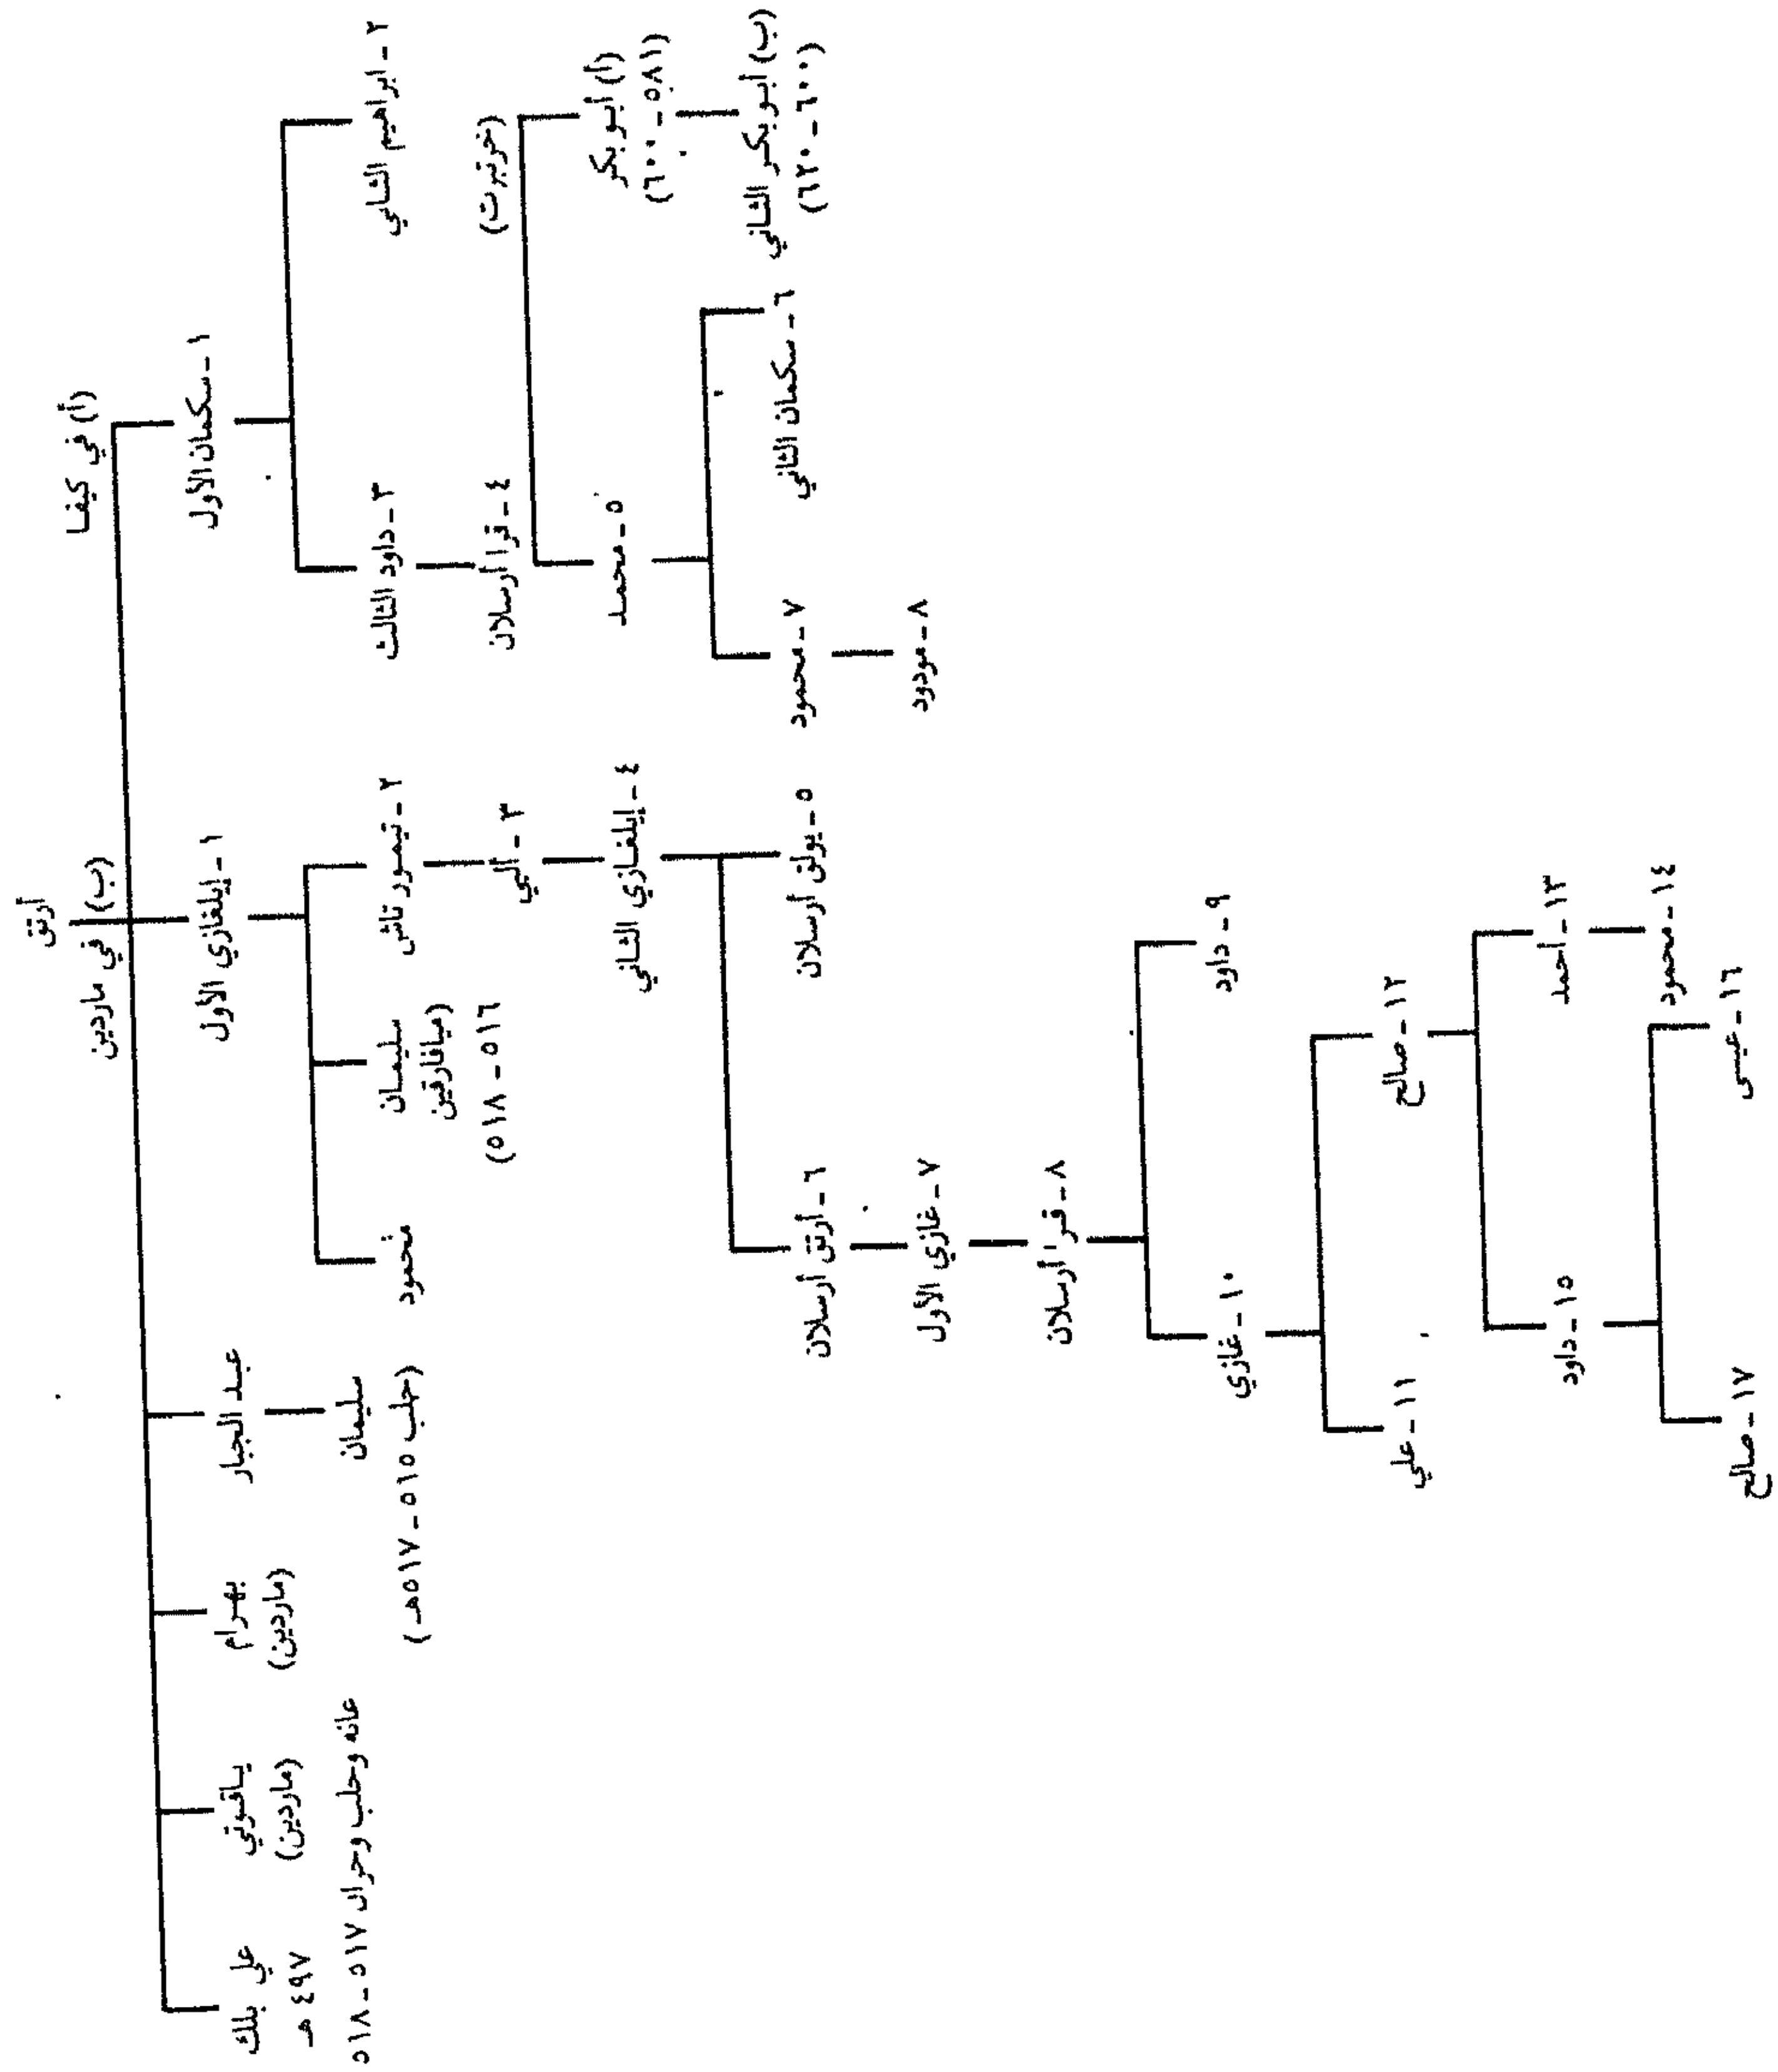 أرتق
(أ) في كيفا
(ب) في ماردين
١ - سكمان الأول
١ - إيلغازي الأول
عبد الجبار
بهرام
(ماردين)
ياقوتي
(ماردين)
علي بلك
٤٩٧ هـ
عانه وحلب وحران ٥١٧ - ٥١٨
سليمان
(حلب ٥١٥ - ٥١٧هـ)
٢ - ابراهيم الثاني
٣ - داود الثالث
٢ - تيمور تاش
سليمان
(ميافارقين
٥١٦ - ٥١٨)
محمود
(خرتبرت)
٤ - قرا أرسلان
٣ - ألبي
(أ) أبو بكر
(٥٨١ - ٦٠٠)
٥ - محمد
٤ - إيلغازي الثاني
(ب) أبو بكر الثاني
(٦٠٠ - ٦٢٠)
٦ - سكمان الثاني
٧ - محمود
٥ - يولق أرسلان
٦ - أرتق أرسلان
٨ - مودود
٧ - غازي الأول
٨ - قرا أرسلان
٩ - داود
١٠ - غازي
١٢ - صالح
١١ - علي
١٣ - أحمد
١٥ - داود
١٤ - محمود
١٦ - عيسى
١٧ - صالح